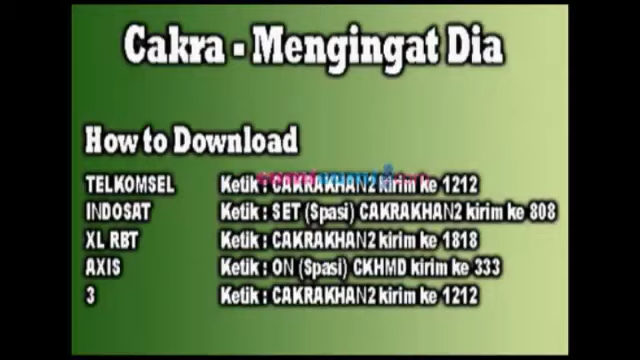 Cakra - Mengingat Dia
How to Download
TELKOMSEL Ketik : CAKRAKHAN2 kirim ke 1212
INDOSAT Ketik : SET (Spasi) CAKRAKHAN2 kirim ke 808
XL RBT Ketik : CAKRAKHAN2 kirim ke 1818
AXIS Ketik : ON (Spasi) CKHMD kirim ke 333
3 Ketik : CAKRAKHAN2 kirim ke 1212